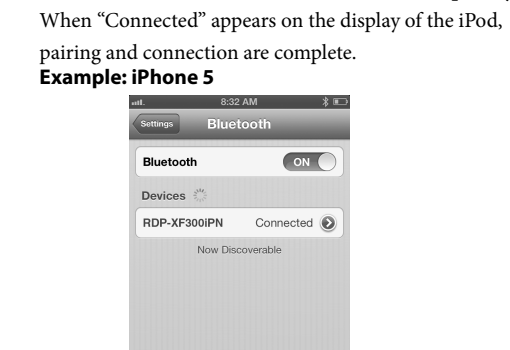 When “Connected” appears on the display of the iPod,
pairing and connection are complete.
Example: iPhone 5
8:32 AM
Settings Bluetooth
Bluetooth ON
Devices
RDP-XF300iPN Connected
Now Discoverable